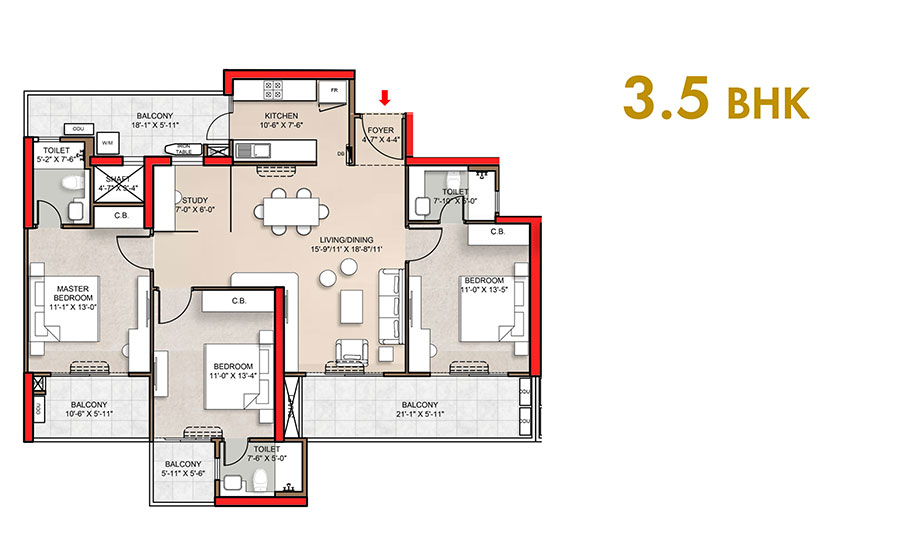 3.5 BHK
FR
KITCHEN
10'-6" X 7'-6"
BALCONY
18'-1" X 5'-11"
ODU
W/M
IRON
TABLE
FOYER
4'-7" X 4'-4"
DB
TOILET
5'-2" X 7'-6"
SHAFT
4'-7" X 3'-4"
C.B.
STUDY
7'-0" X 6'-0"
TOILET
7'-10" X 5'-0"
C.B.
LIVING/DINING
15'-9"/11' X 18'-8"/11'
MASTER
BEDROOM
11'-1" X 13'-0"
BEDROOM
11'-0" X 13'-5"
C.B.
BEDROOM
11'-0" X 13'-4"
ODU
BALCONY
10'-6" X 5'-11"
SHAFT
BALCONY
21'-1" X 5'-11"
ODU
ODU
TOILET
7'-6" X 5'-0"
BALCONY
5'-11" X 5'-6"